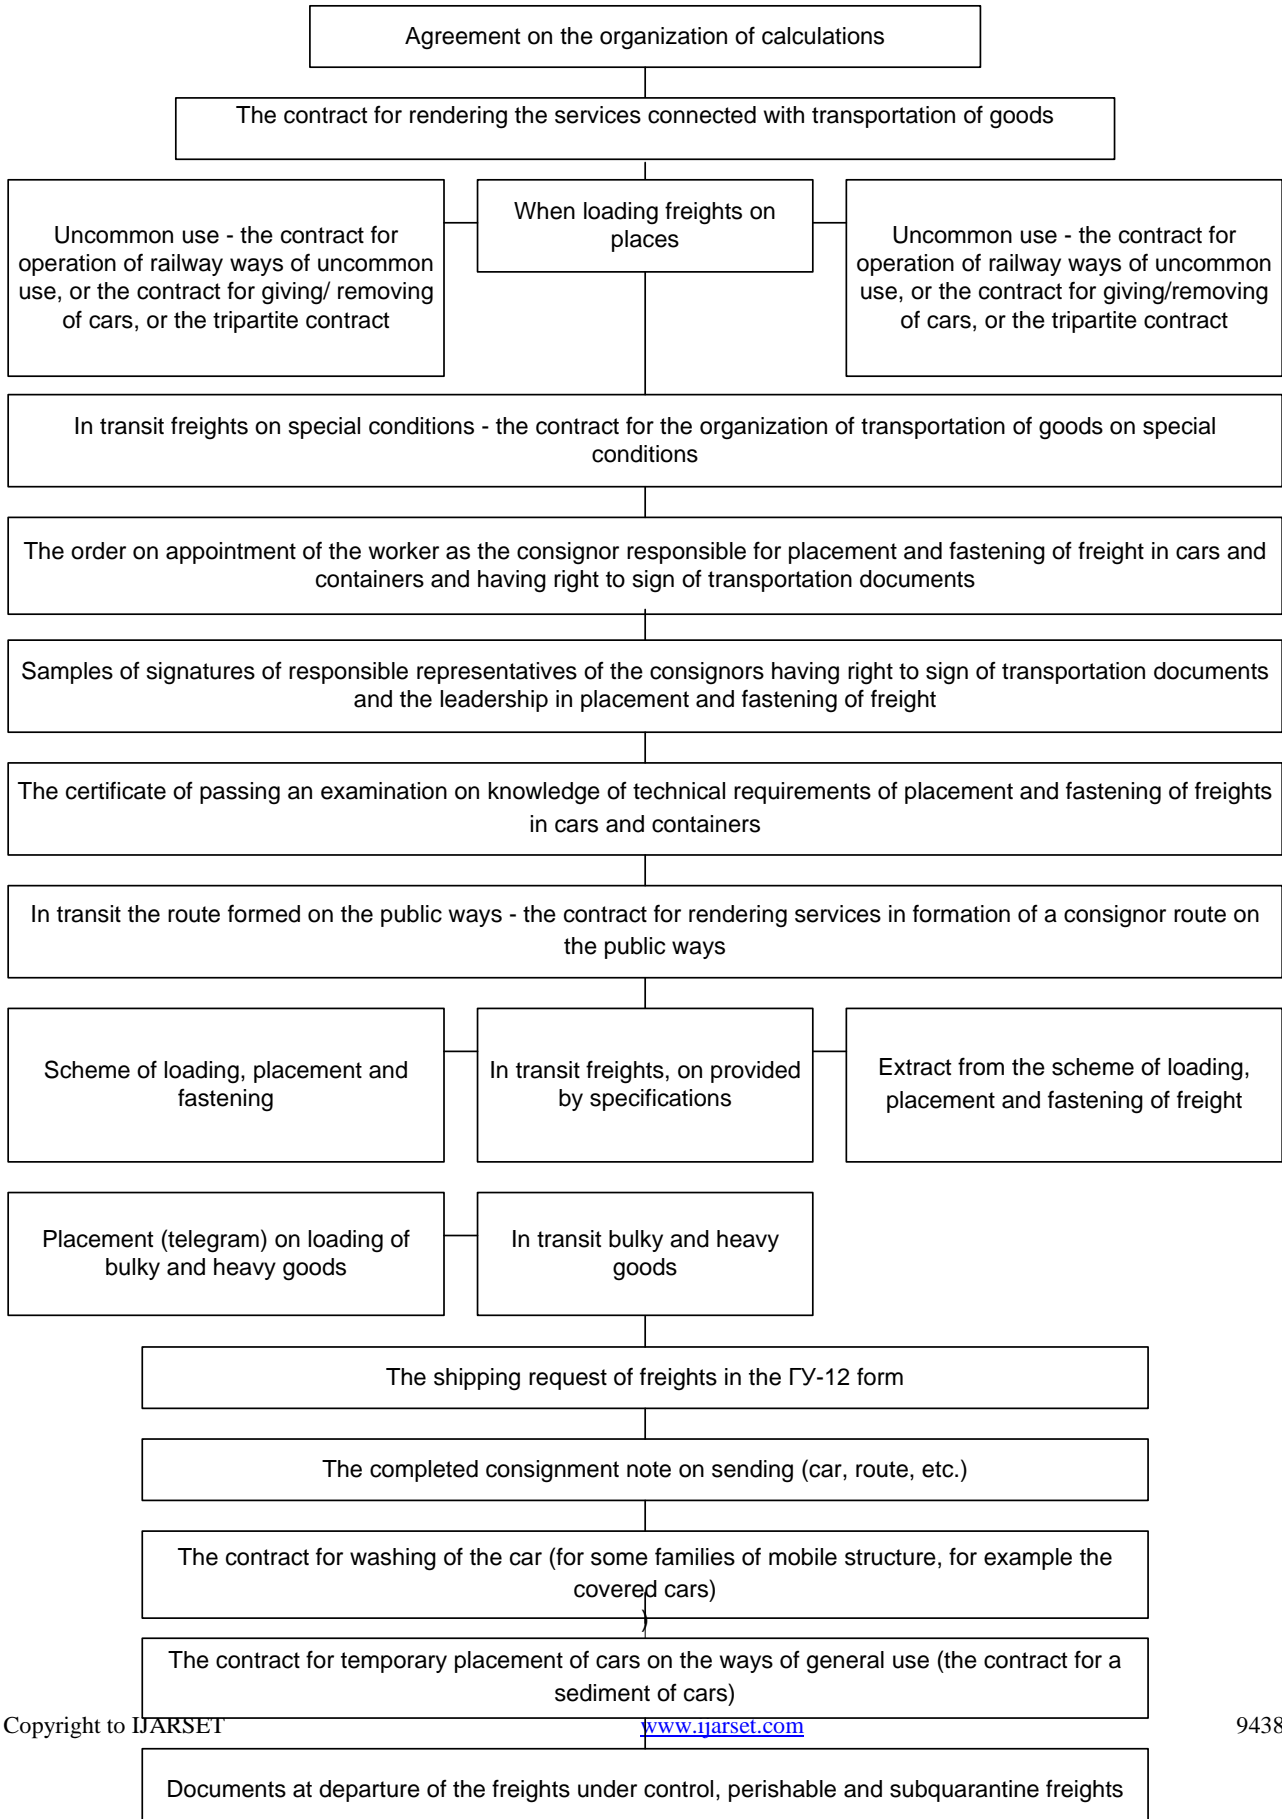 Agreement on the organization of calculations
The contract for rendering the services connected with transportation of goods
Uncommon use - the contract for
operation of railway ways of uncommon
use, or the contract for giving/ removing
of cars, or the tripartite contract
When loading freights on
places
Uncommon use - the contract for
operation of railway ways of uncommon
use, or the contract for giving/removing
of cars, or the tripartite contract
In transit freights on special conditions - the contract for the organization of transportation of goods on special
conditions
The order on appointment of the worker as the consignor responsible for placement and fastening of freight in cars and
containers and having right to sign of transportation documents
Samples of signatures of responsible representatives of the consignors having right to sign of transportation documents
and the leadership in placement and fastening of freight
The certificate of passing an examination on knowledge of technical requirements of placement and fastening of freights
in cars and containers
In transit the route formed on the public ways - the contract for rendering services in formation of a consignor route on
the public ways
Scheme of loading, placement and
fastening
In transit freights, on provided
by specifications
Extract from the scheme of loading,
placement and fastening of freight
Placement (telegram) on loading of
bulky and heavy goods
In transit bulky and heavy
goods
The shipping request of freights in the ГУ-12 form
The completed consignment note on sending (car, route, etc.)
The contract for washing of the car (for some families of mobile structure, for example the
covered cars)
)
The contract for temporary placement of cars on the ways of general use (the contract for a
sediment of cars)
Copyright to IJARSET www.ijarset.com 9438
Documents at departure of the freights under control, perishable and subquarantine freights